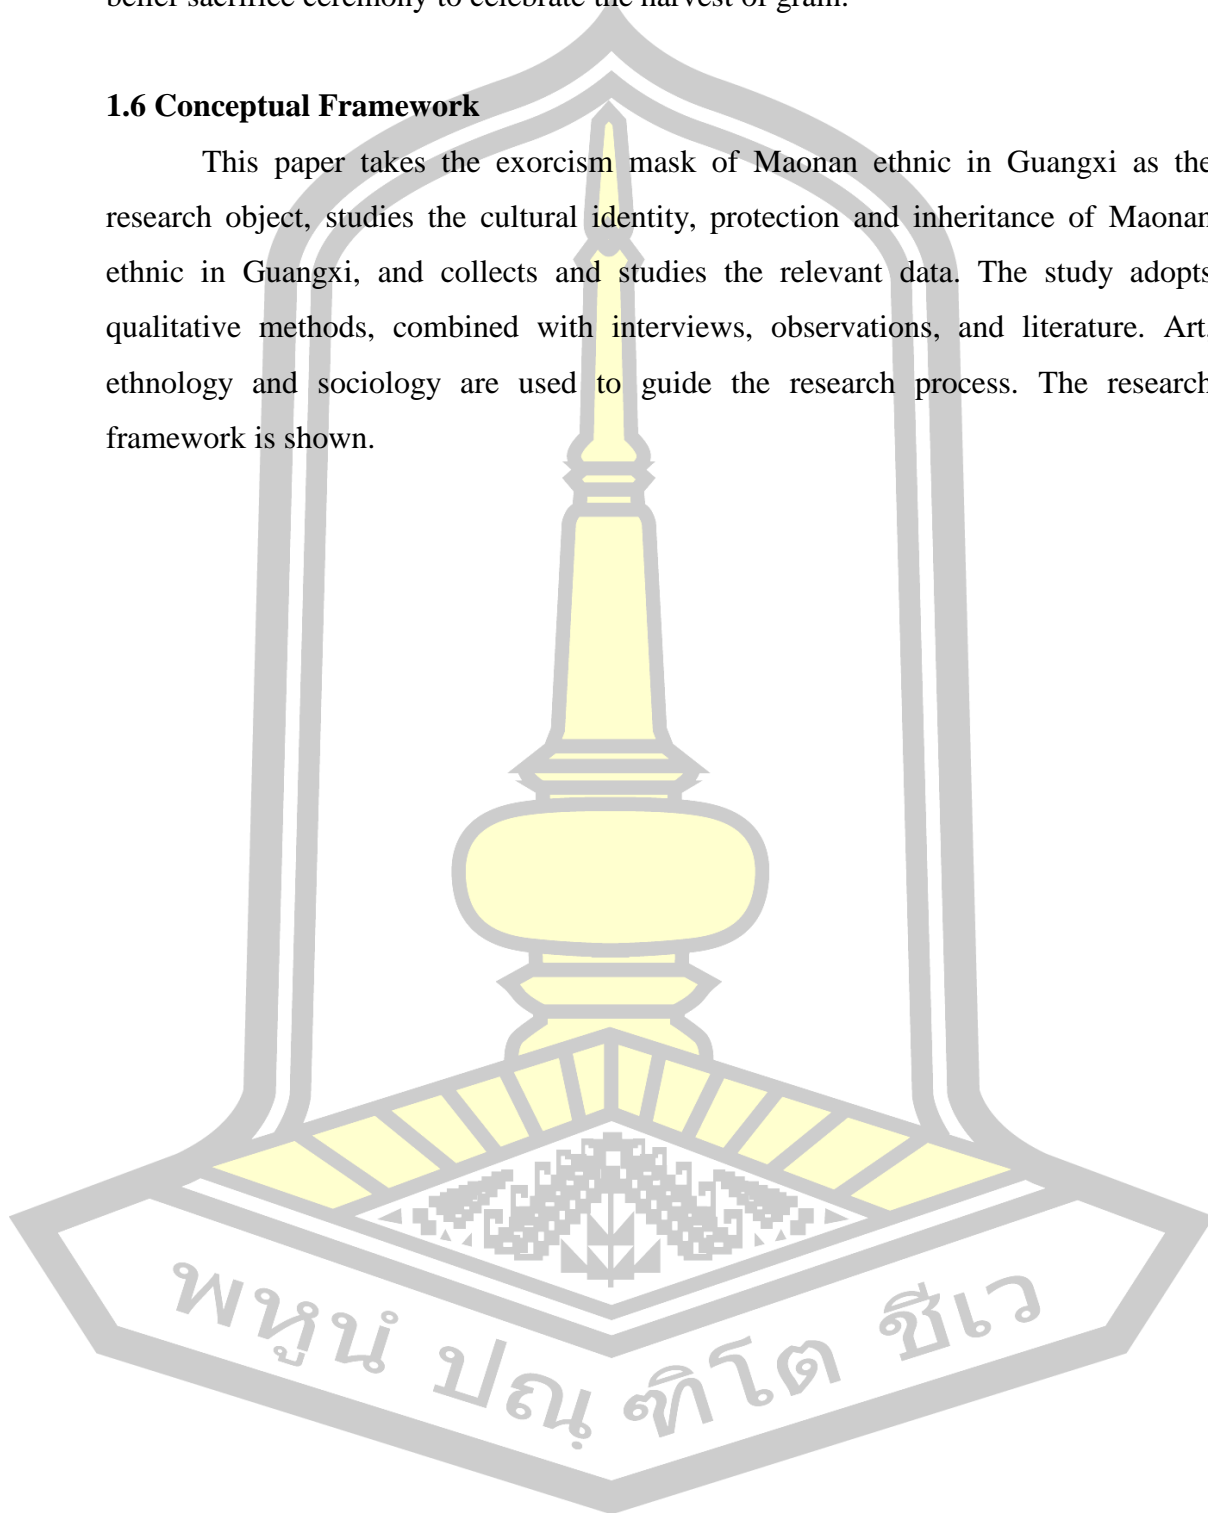 belief sacrifice ceremony to celebrate the harvest of grain.
1.6 Conceptual Framework
This paper takes the exorcism mask of Maonan ethnic in Guangxi as the
research object, studies the cultural identity, protection and inheritance of Maonan
ethnic in Guangxi, and collects and studies the relevant data. The study adopts
qualitative methods, combined with interviews, observations, and literature. Art,
ethnology and sociology are used to guide the research process. The research
framework is shown.
พหูนํ ปณฺฑิโต ชีเว